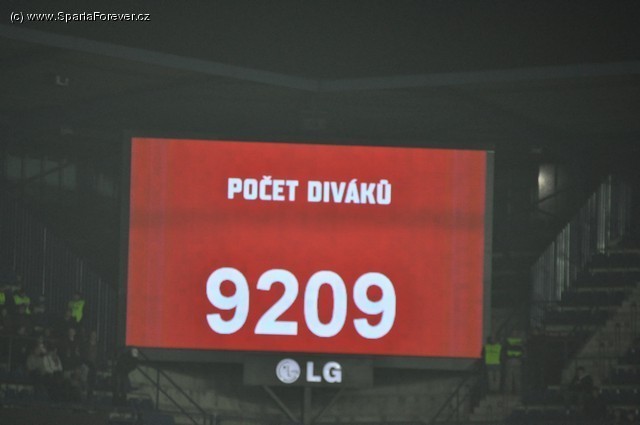 (c) www.SpartaForever.cz
POČET DIVÁKŮ
9209
LG